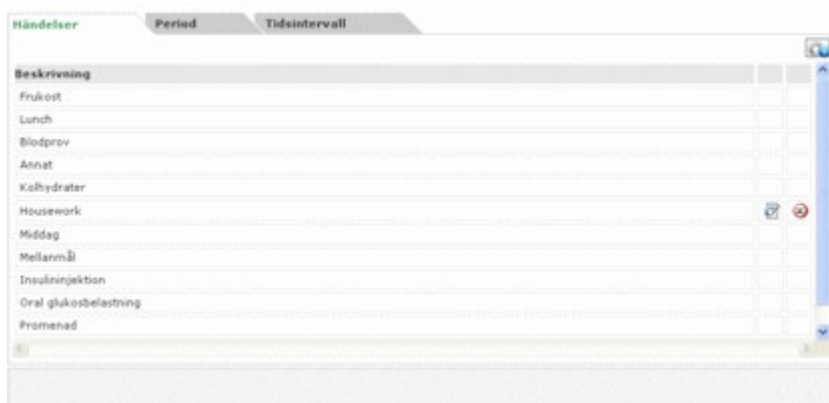 Händelser Period Tidsintervall
Beskrivning
Frukost
Lunch
Blodprov
Annat
Kolhydrater
Housework
Middag
Mellanmål
Insulininjektion
Oral glukosbelastning
Promenad